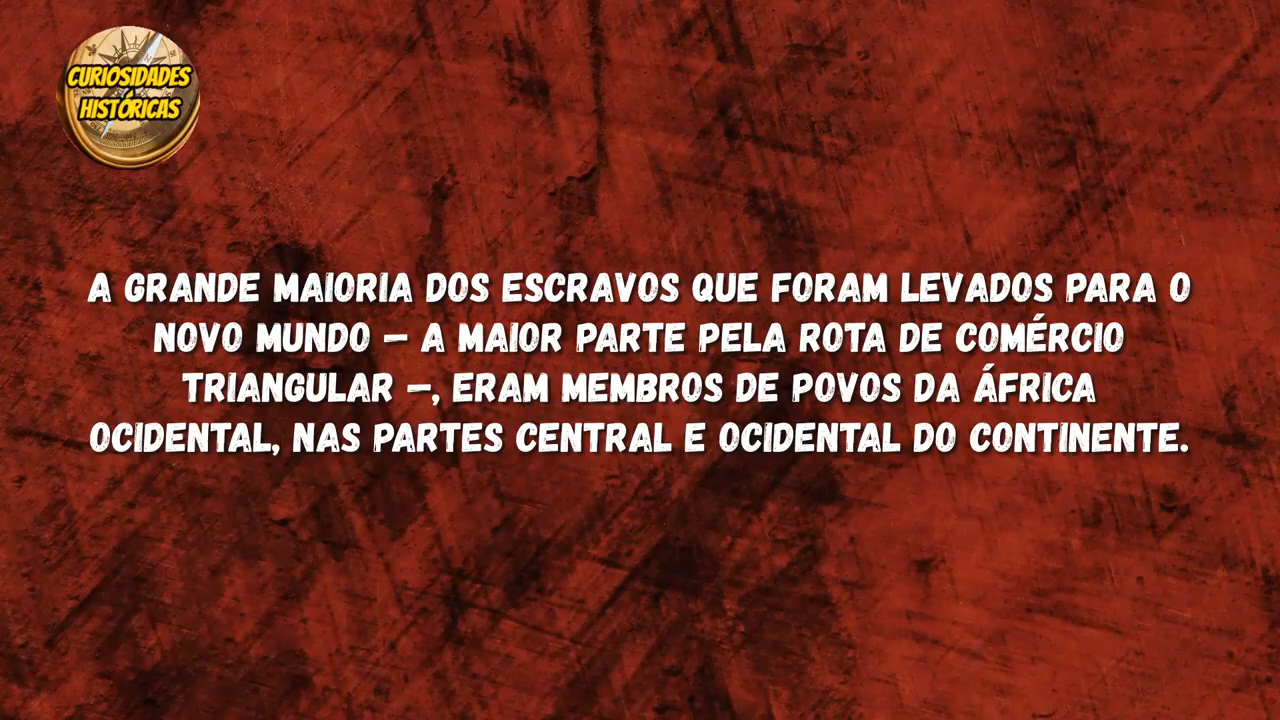 CURIOSIDADES
HISTÓRICAS
A GRANDE MAIORIA DOS ESCRAVOS QUE FORAM LEVADOS PARA O
NOVO MUNDO – A MAIOR PARTE PELA ROTA DE COMÉRCIO
TRIANGULAR –, ERAM MEMBROS DE POVOS DA ÁFRICA
OCIDENTAL, NAS PARTES CENTRAL E OCIDENTAL DO CONTINENTE.